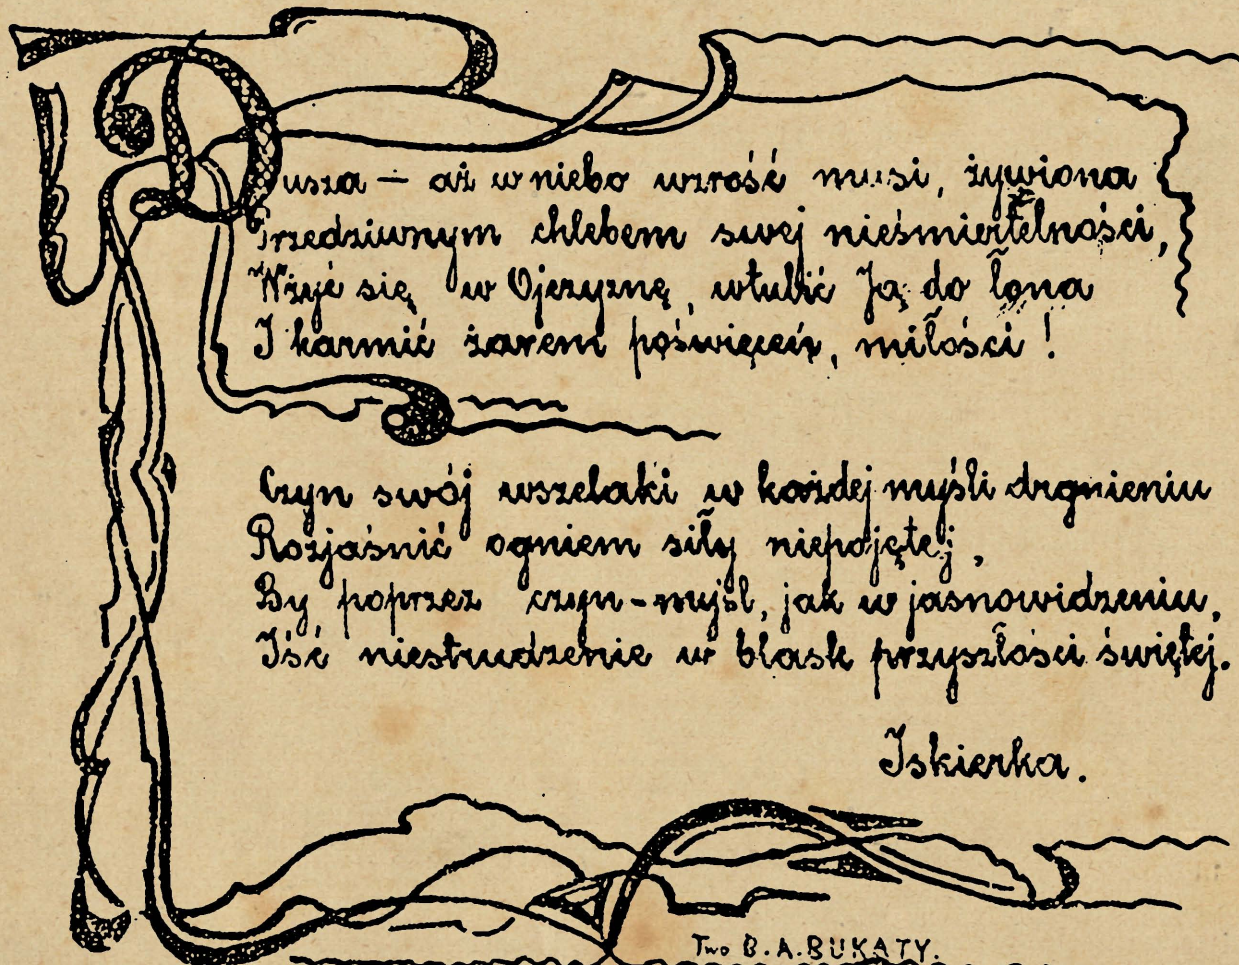 Dusza – aż w niebo wzrość musi, żywiona
Przedziwnym chlebem swej nieśmiertelności,
Wżyć się w Ojczyznę, wtulić Ją do łona
I karmić żarem poświęceń, miłości!
Czyn swój wszelaki w każdej myśli drgnieniu
Rozjaśnić ogniem siły niepojętej,
By poprzez czyn-myśl, jak w jasnowidzeniu,
Iść niestrudzenie w blask przyszłości świętej.
Iskierka.
Two B.A.BUKATY.